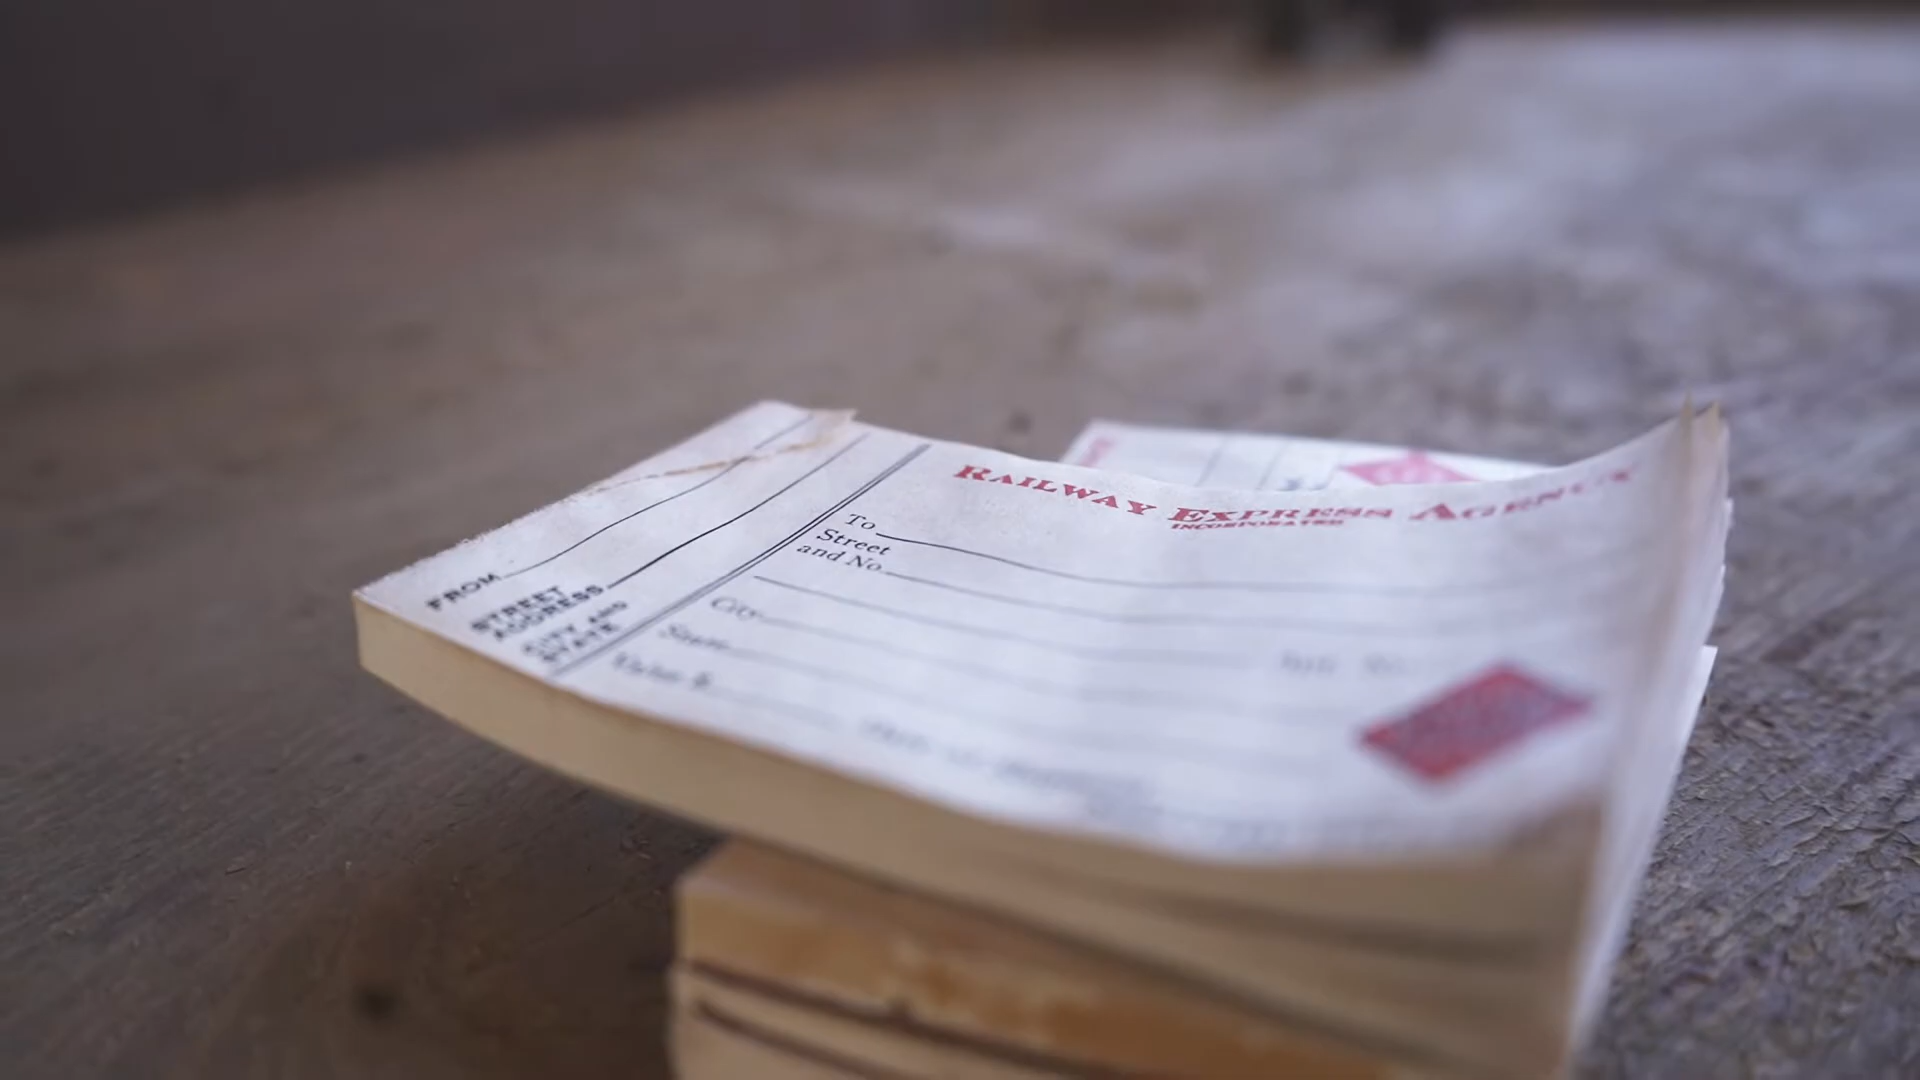 RAILWAY EXPRESS AGENCY
INCORPORATED
To
Street
and No.
City
State
Value $
FROM
STREET
ADDRESS
CITY AND
STATE